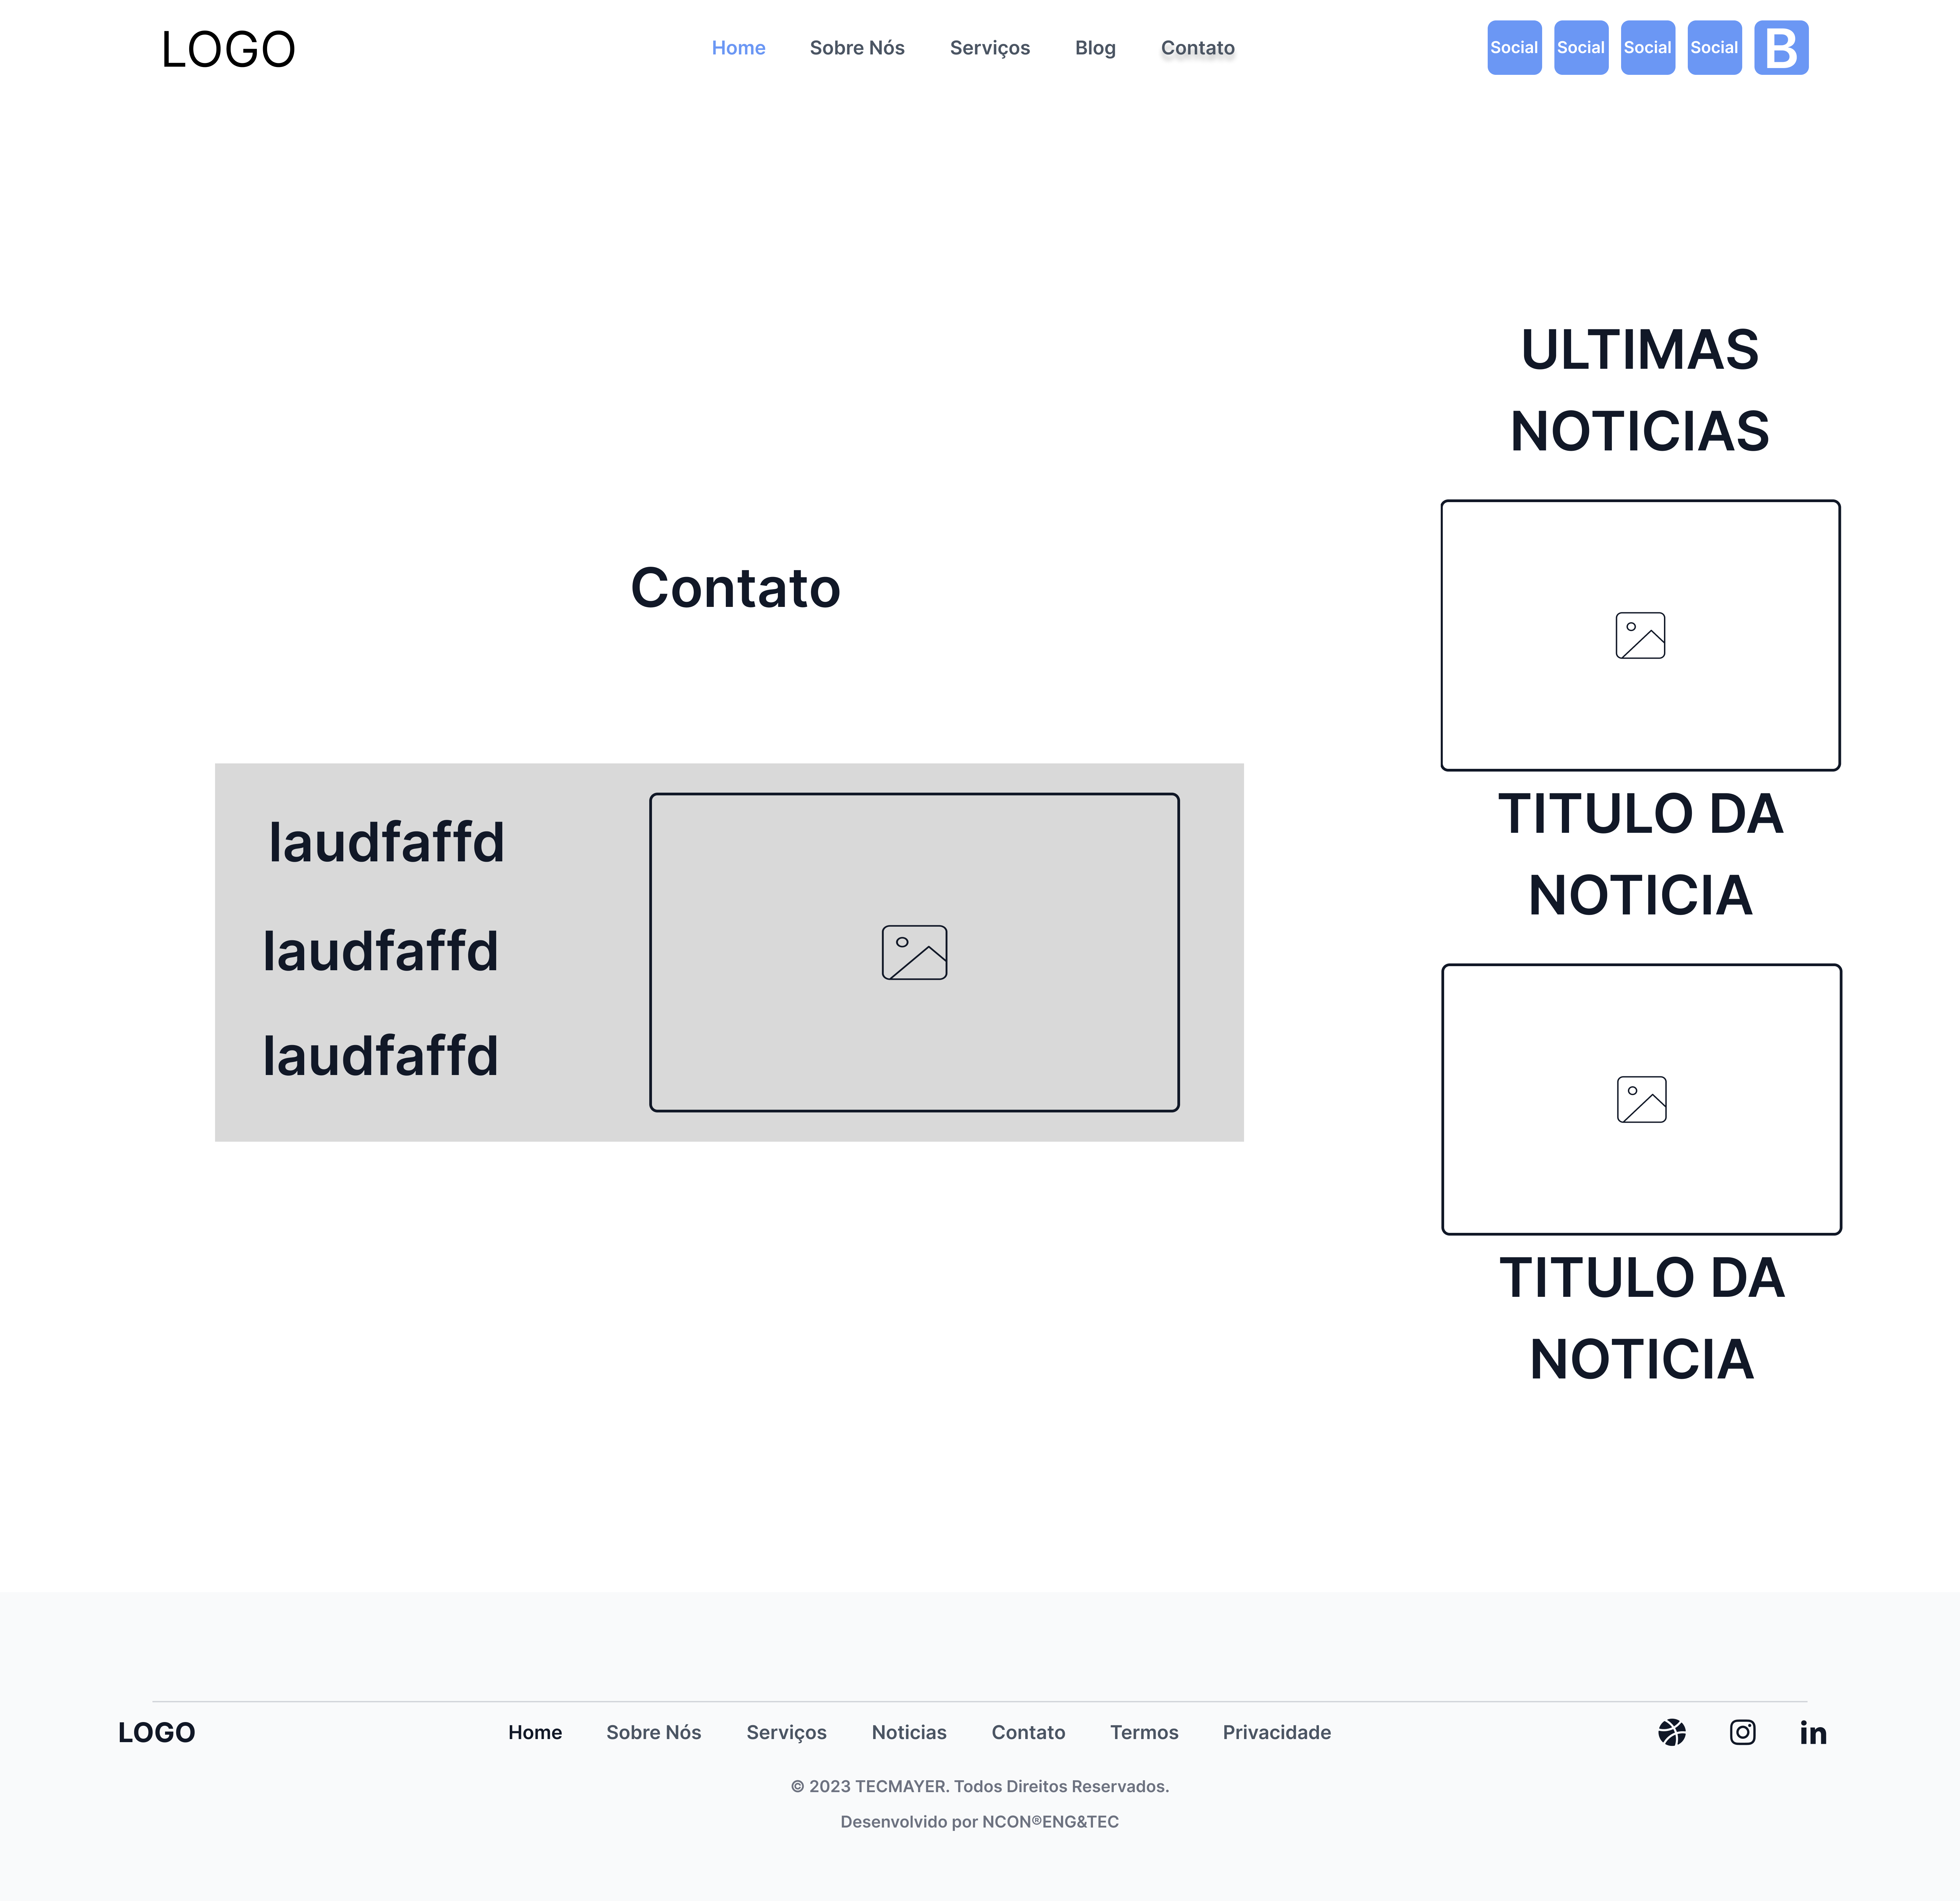 LOGO
Home Sobre Nós Serviços Blog Contato
Social Social Social Social B
Contato
laudfaffd
laudfaffd
laudfaffd
ULTIMAS
NOTICIAS
TITULO DA
NOTICIA
TITULO DA
NOTICIA
LOGO
Home Sobre Nós Serviços Noticias Contato Termos Privacidade
© 2023 TECMAYER. Todos Direitos Reservados.
Desenvolvido por NCON®ENG&TEC